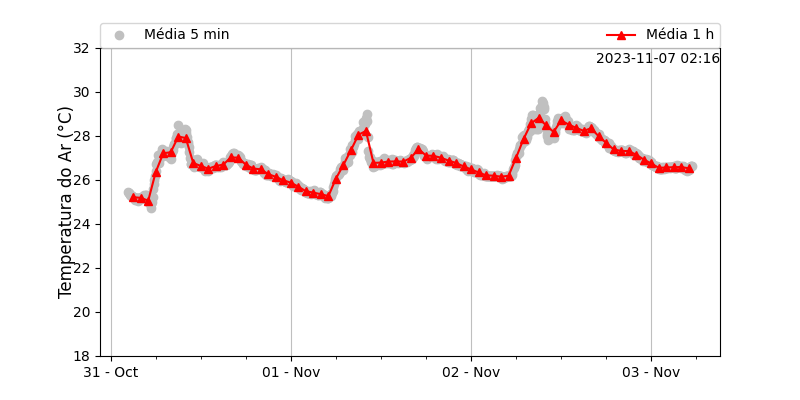 Média 5 min
Média 1 h
2023-11-07 02:16
Temperatura do Ar (°C)
32
30
28
26
24
22
20
18
31 - Oct
01 - Nov
02 - Nov
03 - Nov